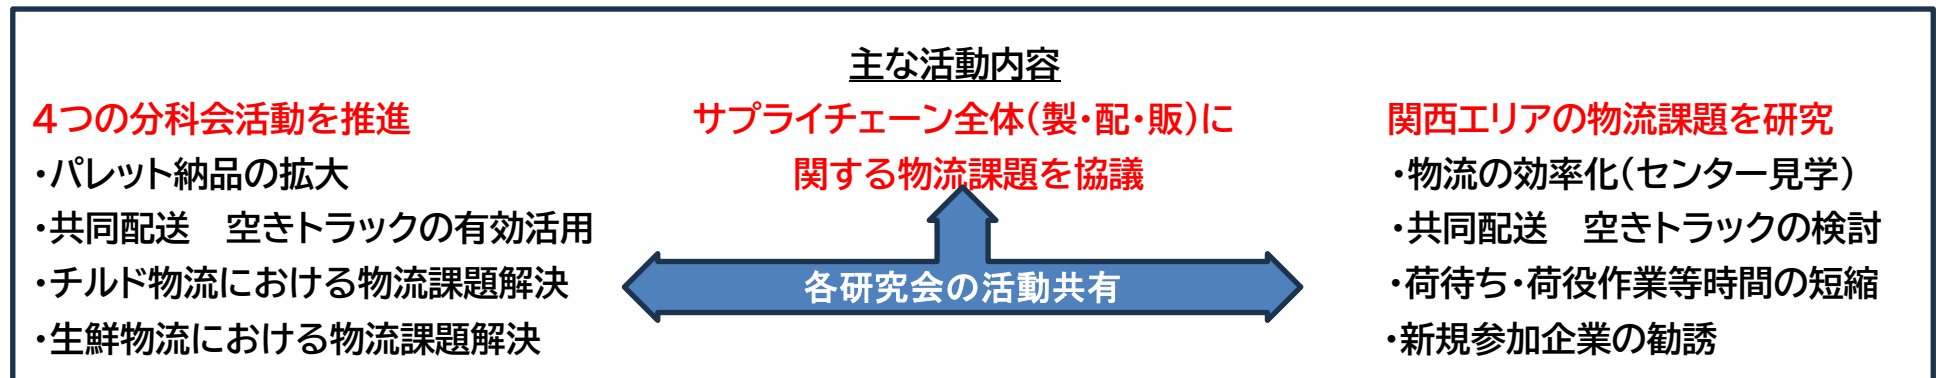 主な活動内容
4つの分科会活動を推進
・パレット納品の拡大
・共同配送　空きトラックの有効活用
・チルド物流における物流課題解決
・生鮮物流における物流課題解決
サプライチェーン全体(製・配・販)に
関する物流課題を協議
各研究会の活動共有
関西エリアの物流課題を研究
・物流の効率化(センター見学)
・共同配送　空きトラックの検討
・荷待ち・荷役作業等時間の短縮
・新規参加企業の勧誘